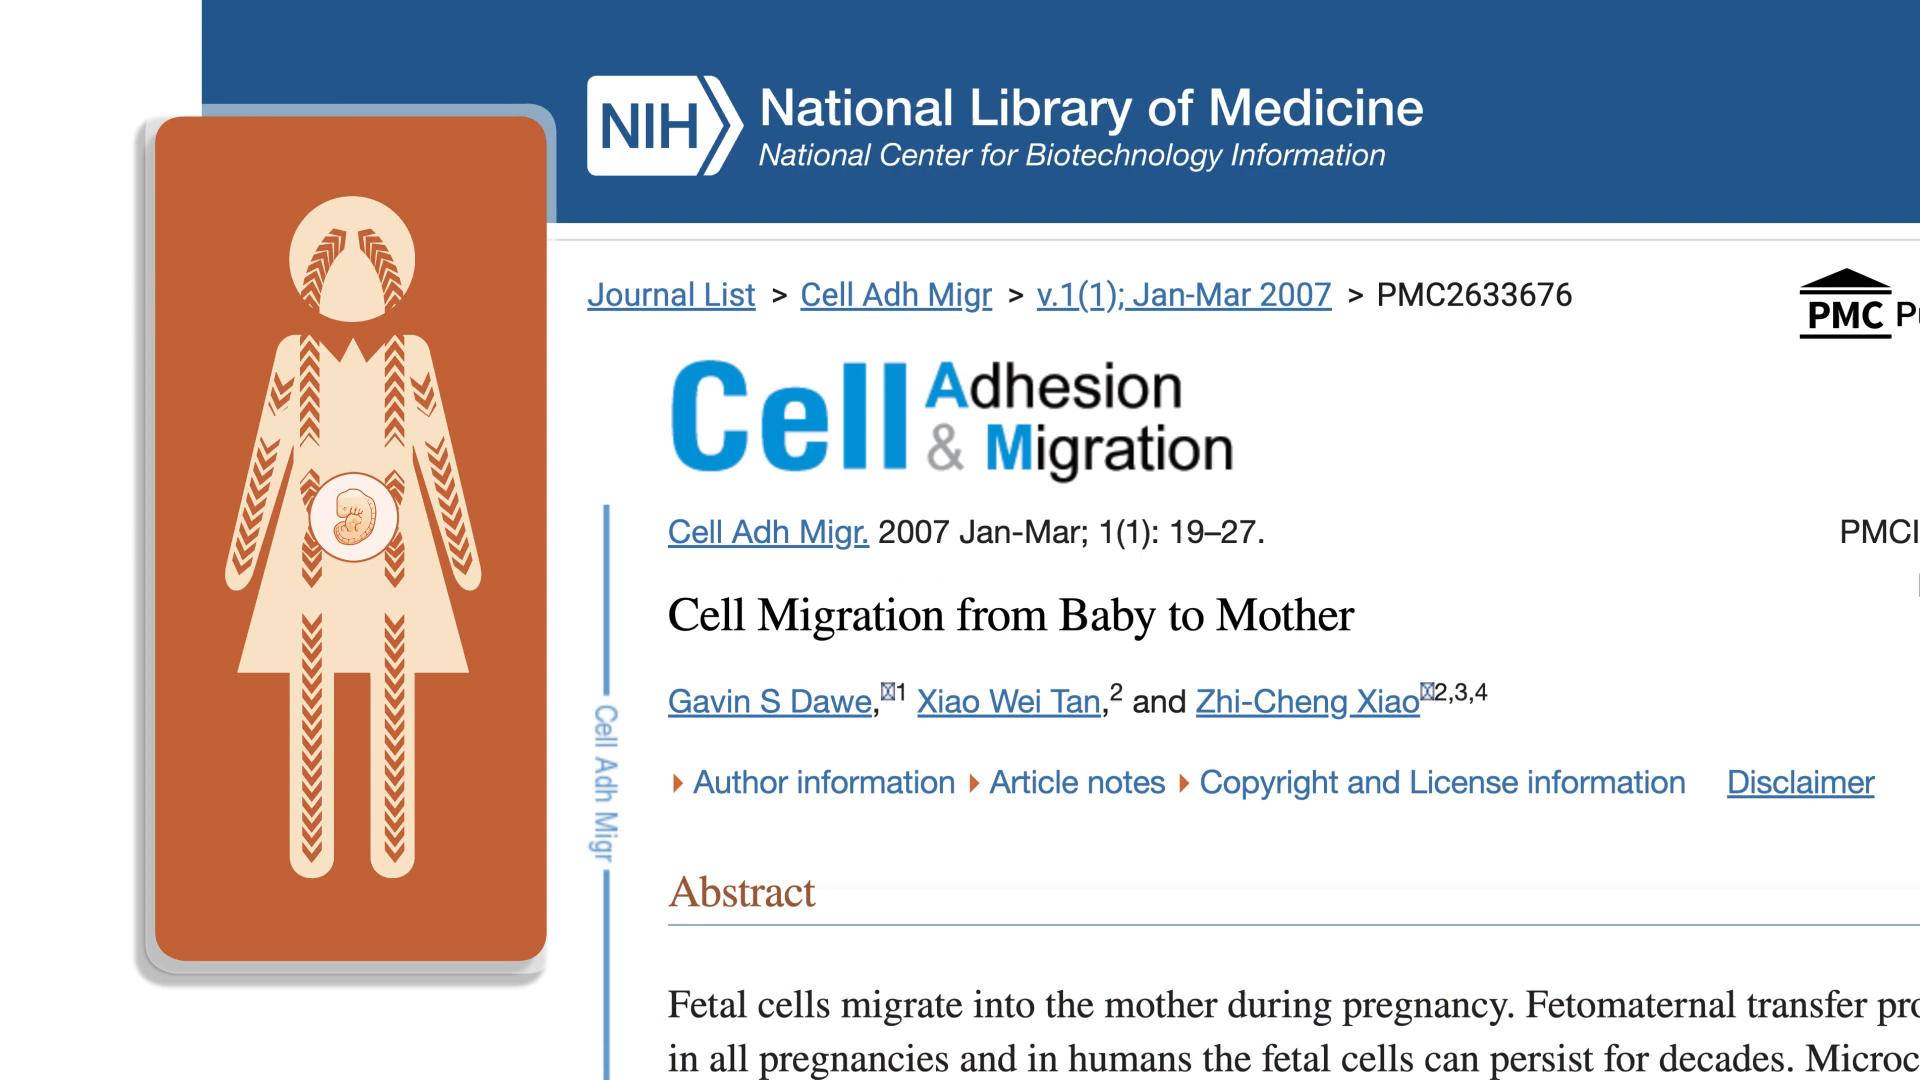 NIH
National Library of Medicine
National Center for Biotechnology Information
Journal List > Cell Adh Migr > v.1(1); Jan-Mar 2007 > PMC2633676
PMC
Cell Adhesion & Migration
Cell Adh Migr. 2007 Jan-Mar; 1(1): 19–27.
Cell Migration from Baby to Mother
Gavin S Dawe,1 Xiao Wei Tan,2 and Zhi-Cheng Xiao2,3,4
Author information Article notes Copyright and License information Disclaimer
Cell Adh Migr
Abstract
Fetal cells migrate into the mother during pregnancy. Fetomaternal transfer
in all pregnancies and in humans the fetal cells can persist for decades.